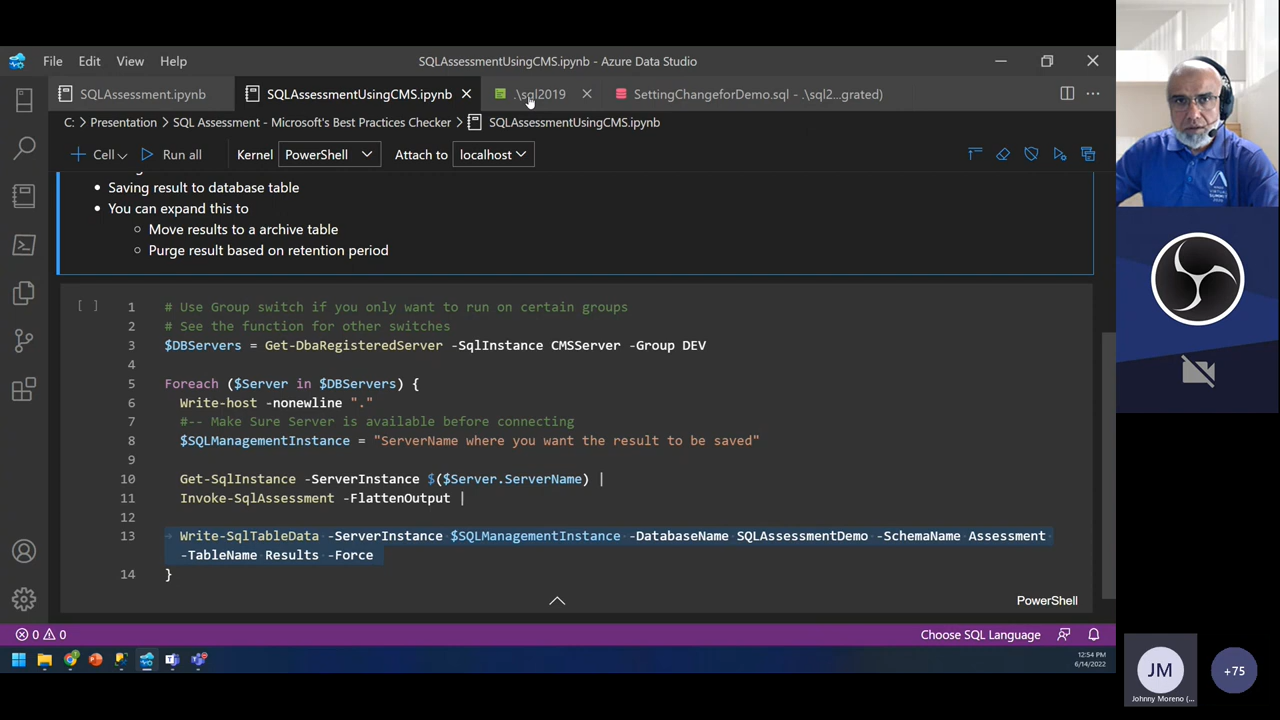 File Edit View Help
SQLAssessmentUsingCMS.ipynb - Azure Data Studio
SQLAssessment.ipynb
SQLAssessmentUsingCMS.ipynb
.\sql2019
SettingChangeforDemo.sql - .\sql2...grated)
C: > Presentation > SQL Assessment - Microsoft's Best Practices Checker > SQLAssessmentUsingCMS.ipynb
Cell Run all Kernel PowerShell Attach to localhost
• Saving result to database table
• You can expand this to
◦ Move results to a archive table
◦ Purge result based on retention period
[ ]
1 # Use Group switch if you only want to run on certain groups
2 # See the function for other switches
3 $DBServers = Get-DbaRegisteredServer -SqlInstance CMSServer -Group DEV
4
5 Foreach ($Server in $DBServers) {
6 Write-host -nonewline "."
7 #-- Make Sure Server is available before connecting
8 $SQLManagementInstance = "ServerName where you want the result to be saved"
9
10 Get-SqlInstance -ServerInstance $($Server.ServerName) |
11 Invoke-SqlAssessment -FlattenOutput |
12
13 Write-SqlTableData -ServerInstance $SQLManagementInstance -DatabaseName SQLAssessmentDemo -SchemaName Assessment
-TableName Results -Force
14 }
PowerShell
0 0
Choose SQL Language
12:54 PM
6/14/2022
JM
Johnny Moreno (...
+75